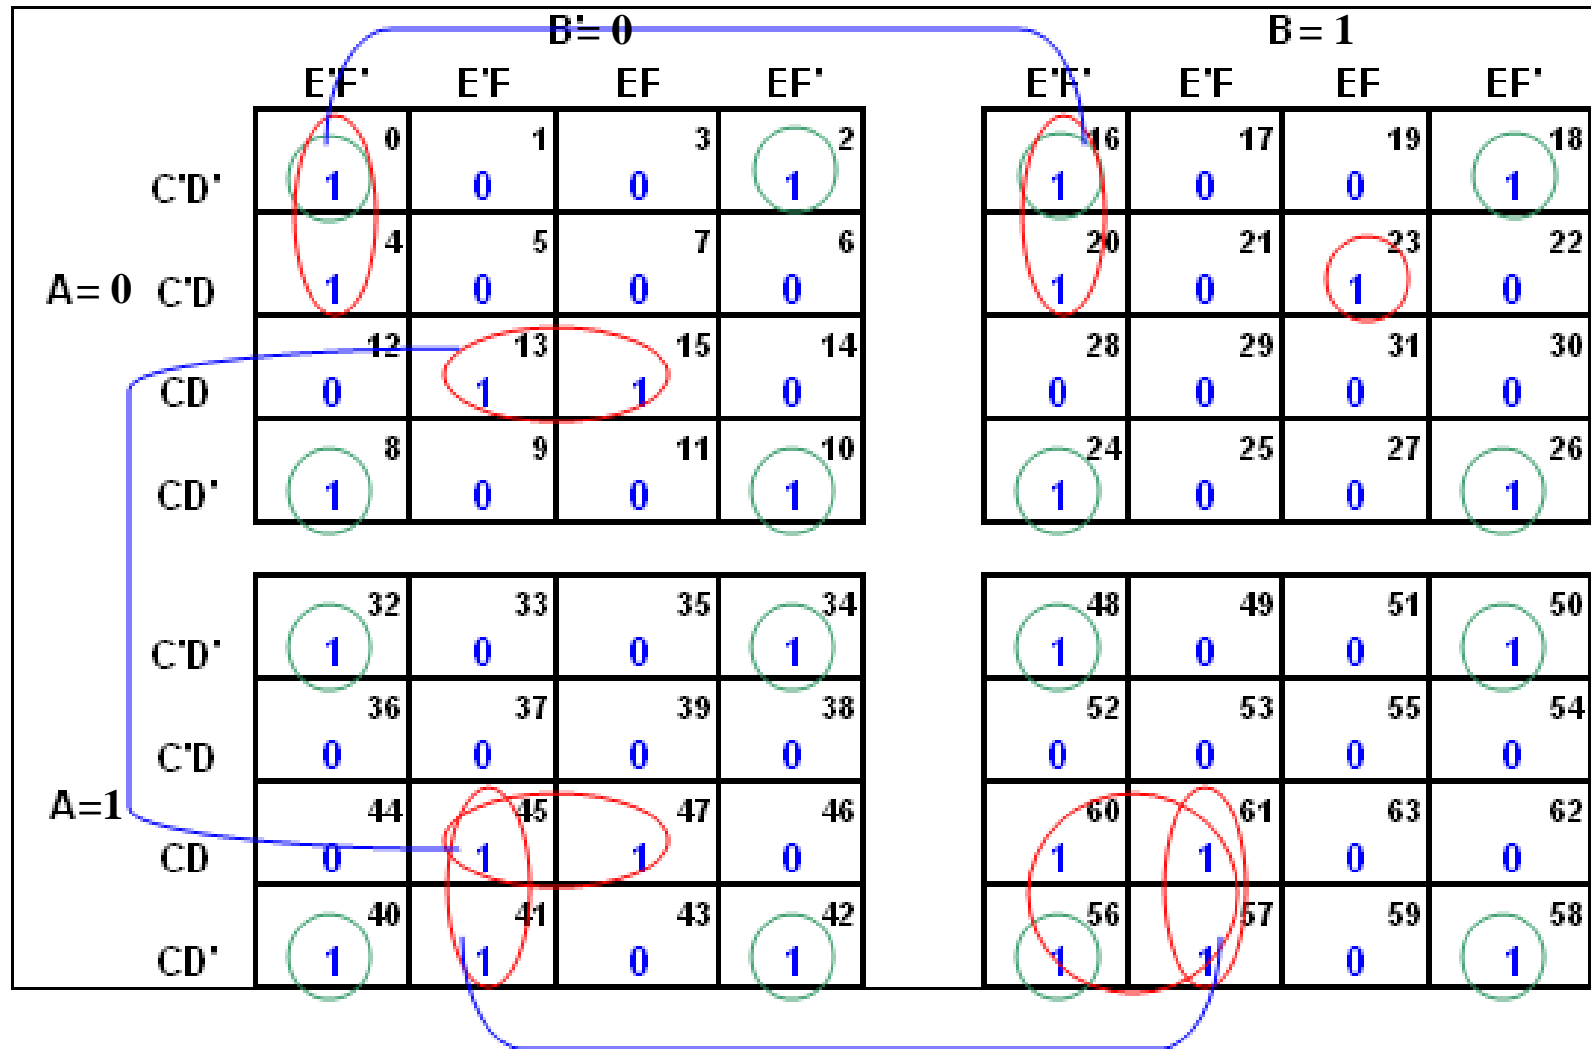 B'= 0 B = 1
E'F' E'F EF EF' E'F' E'F EF EF'
0 1 3 2 16 17 19 18
C'D' 1 0 0 1 1 0 0 1
4 5 7 6 20 21 23 22
A= 0 C'D 1 0 0 0 1 0 1 0
12 13 15 14 28 29 31 30
CD 0 1 1 0 0 0 0 0
8 9 11 10 24 25 27 26
CD' 1 0 0 1 1 0 0 1
32 33 35 34 48 49 51 50
C'D' 1 0 0 1 1 0 0 1
36 37 39 38 52 53 55 54
C'D 0 0 0 0 0 0 0 0
A=1 44 45 47 46 60 61 63 62
CD 0 1 1 0 1 1 0 0
40 41 43 42 56 57 59 58
CD' 1 1 0 1 1 1 0 1